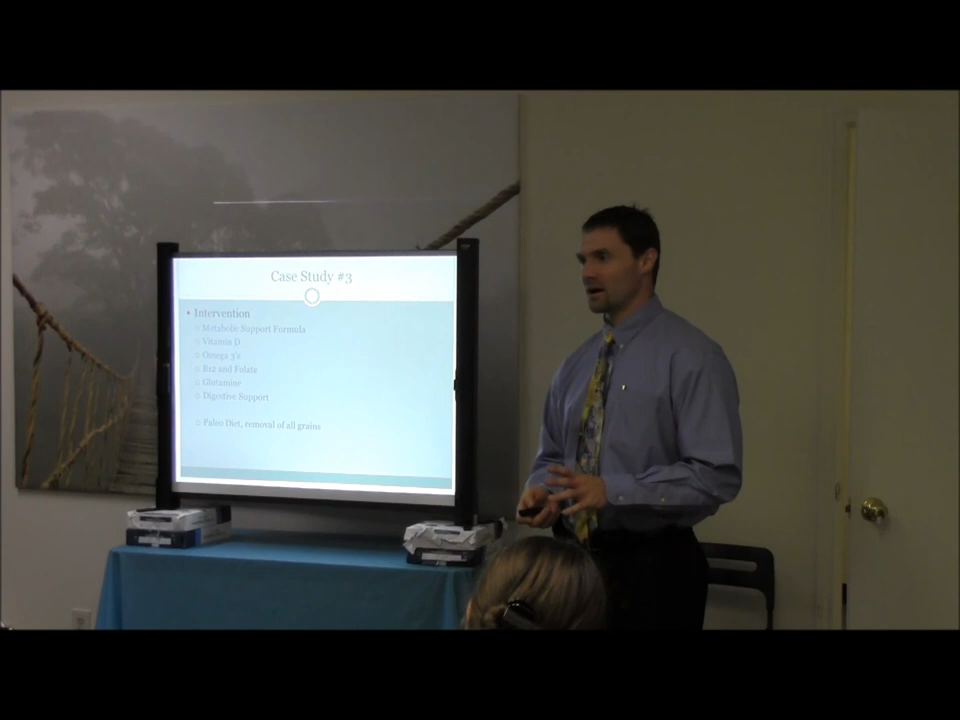 Case Study #3
Intervention
Metabolic Support Formula
Vitamin D
Omega 3's
B12 and Folate
Glutamine
Digestive Support
Paleo Diet, removal of all grains